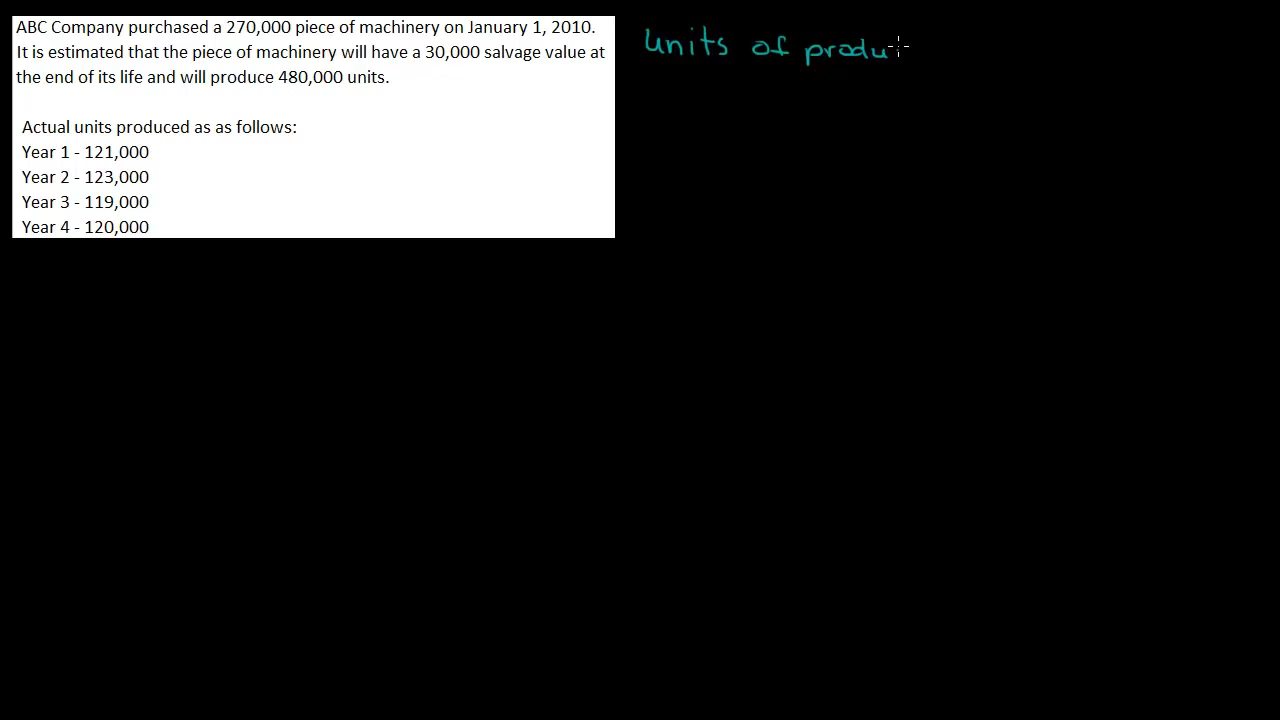 ABC Company purchased a 270,000 piece of machinery on January 1, 2010.
It is estimated that the piece of machinery will have a 30,000 salvage value at
the end of its life and will produce 480,000 units.
Actual units produced as as follows:
Year 1 - 121,000
Year 2 - 123,000
Year 3 - 119,000
Year 4 - 120,000
units of produ